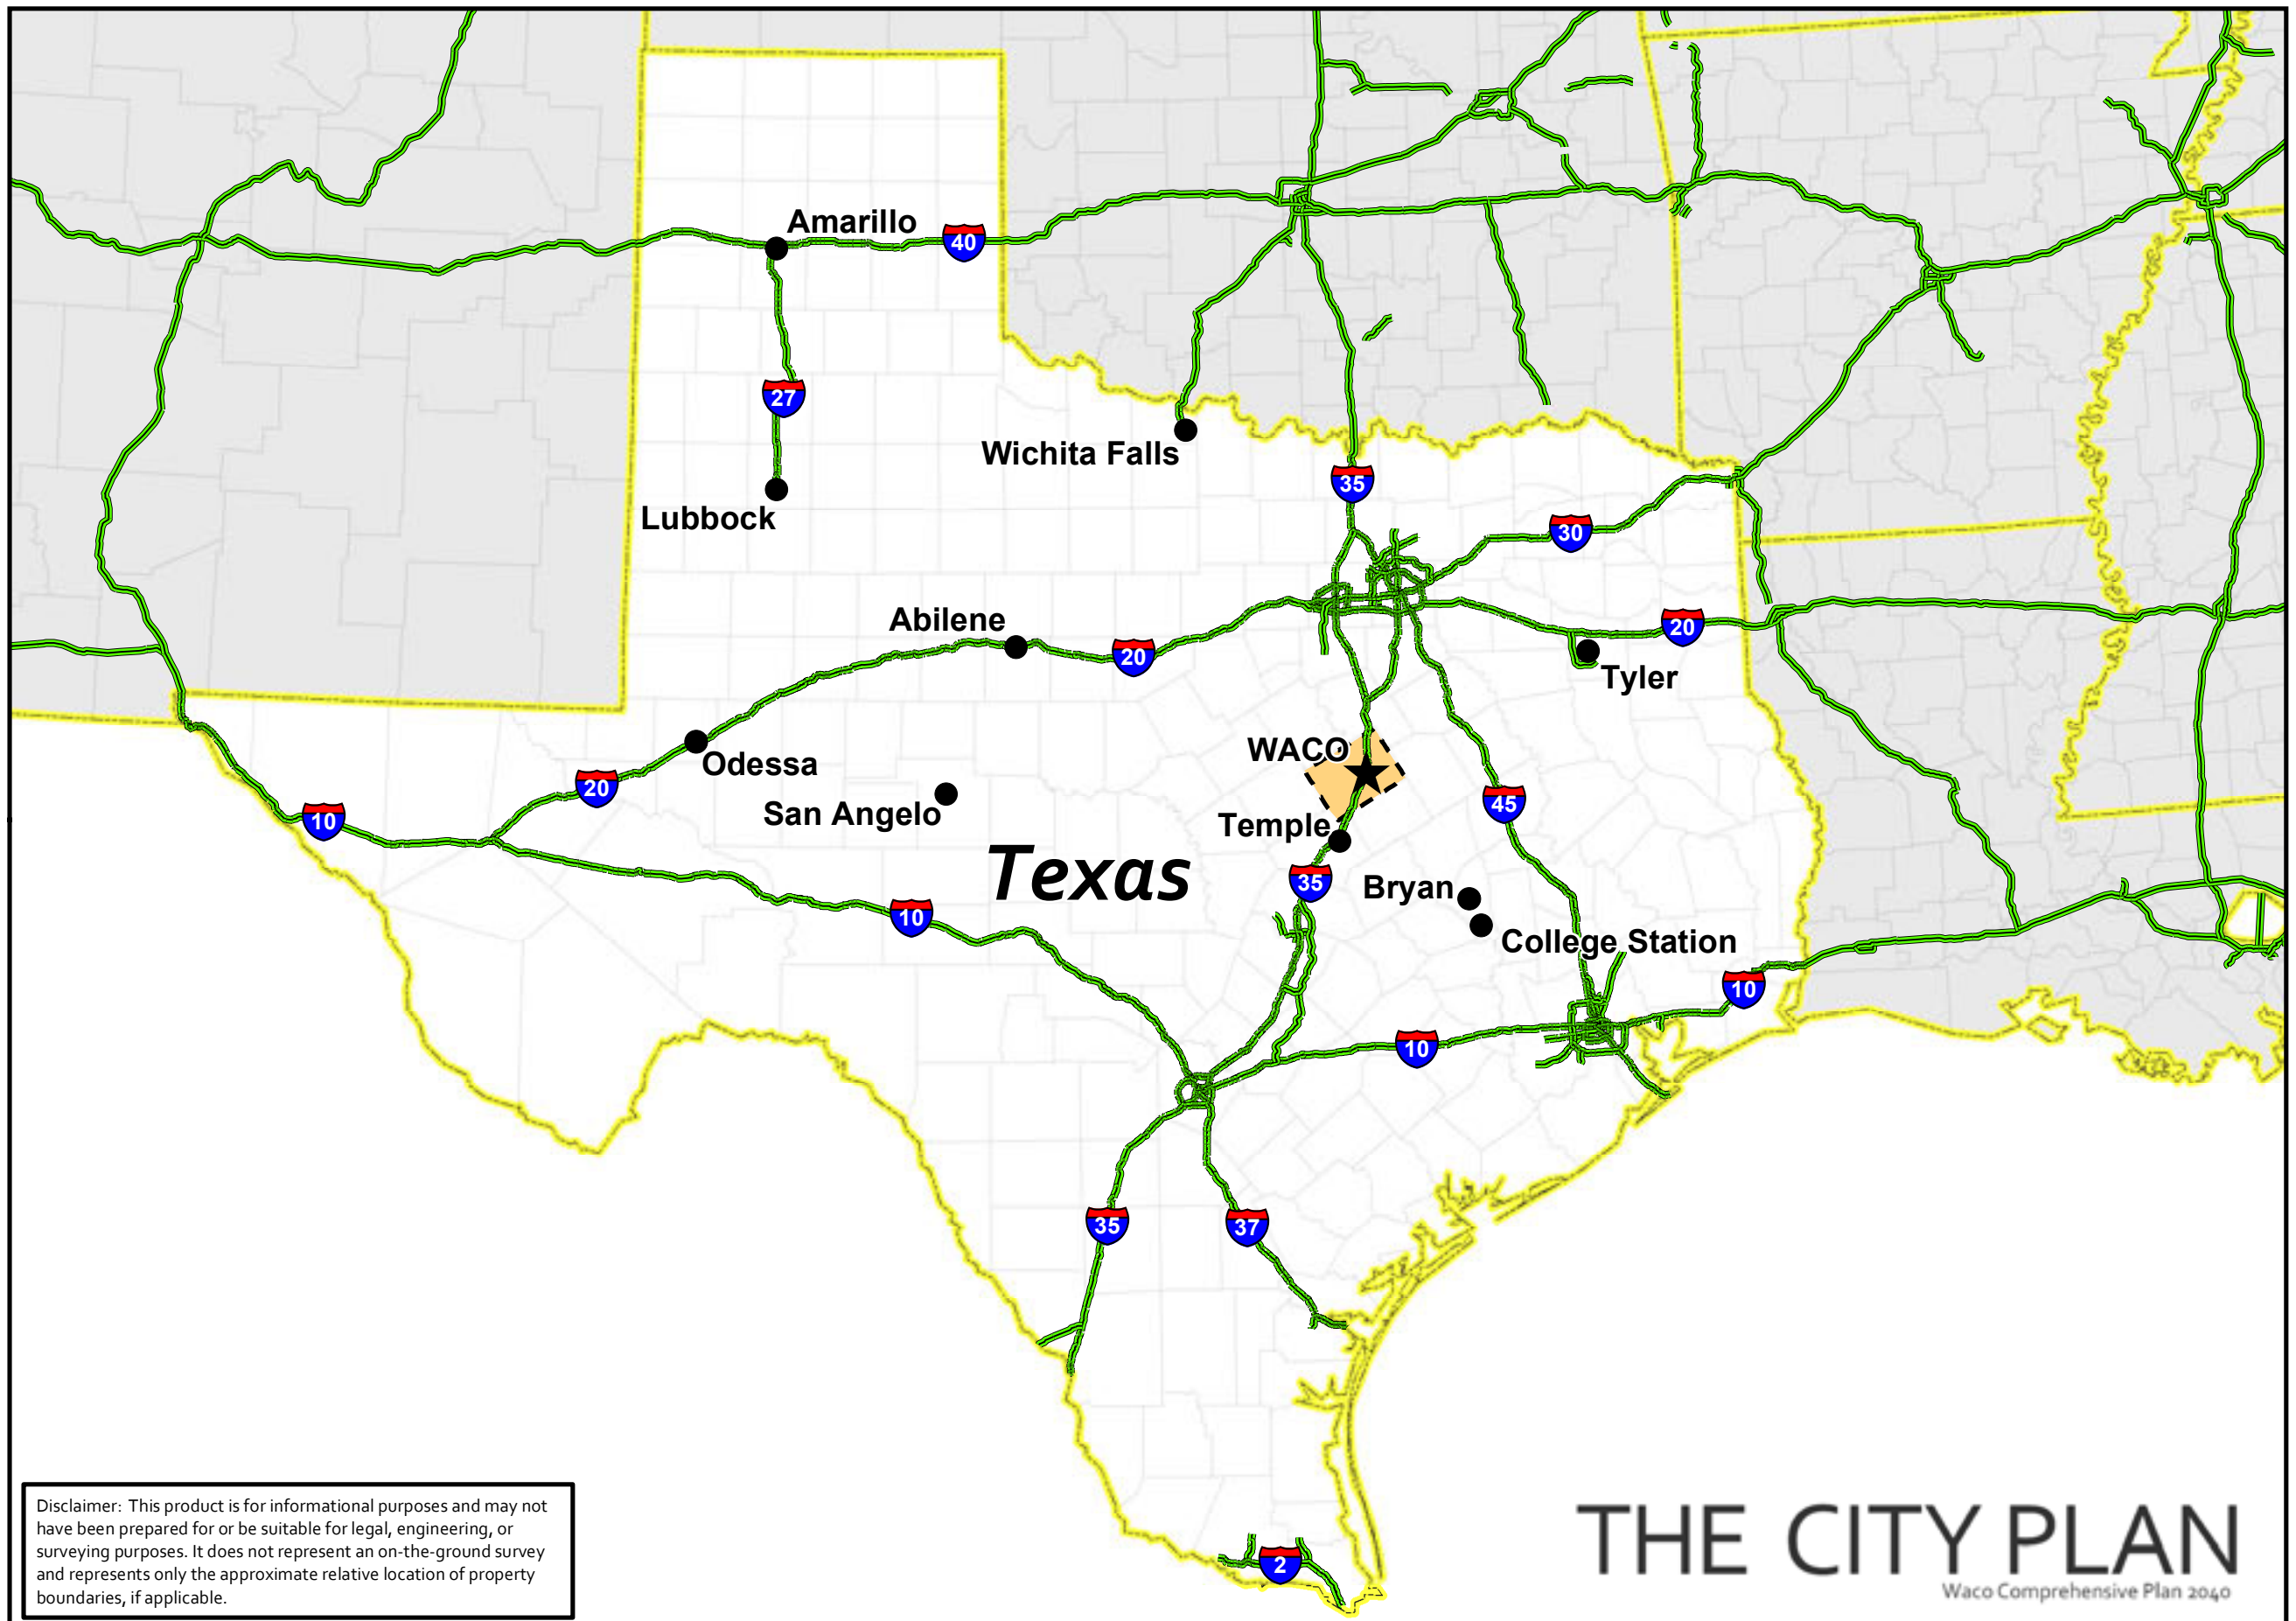 Amarillo
40
27
Wichita Falls
Lubbock
35
30
Abilene
20
20
Tyler
WACO
Odessa
20
San Angelo
10
45
Temple
Texas
35
Bryan
10
College Station
10
10
35
37
2
Disclaimer: This product is for informational purposes and may not
have been prepared for or be suitable for legal, engineering, or
surveying purposes. It does not represent an on-the-ground survey
and represents only the approximate relative location of property
boundaries, if applicable.
THE CITY PLAN
Waco Comprehensive Plan 2040